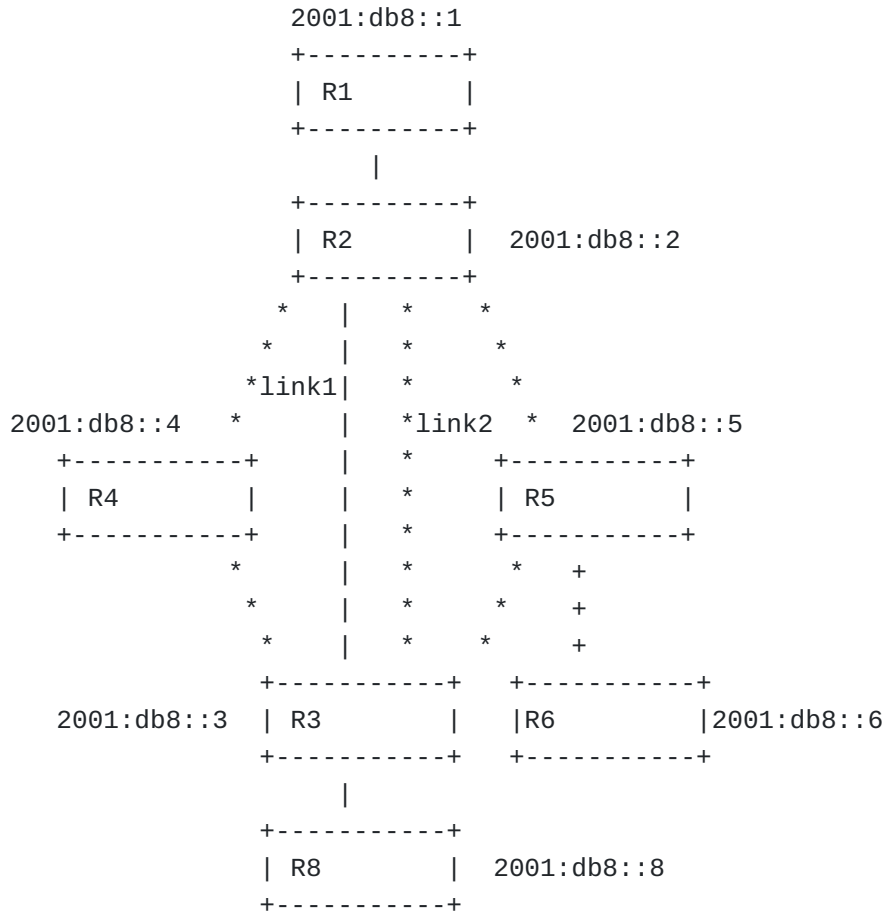 2001:db8::1
+----------+
| R1       |
+----------+
     |
+----------+
| R2       |  2001:db8::2
+----------+
*   |   *    *
*    |   *     *
*link1|   *      *
2001:db8::4   *      |   *link2  *  2001:db8::5
+-----------+     |   *     +-----------+
| R4        |     |   *     | R5        |
+-----------+     |   *     +-----------+
*      |   *      *   +
*     |   *     *    +
*    |   *    *     +
+-----------+   +-----------+
2001:db8::3  | R3        |   |R6         |2001:db8::6
+-----------+   +-----------+
|
+-----------+
| R8        |  2001:db8::8
+-----------+